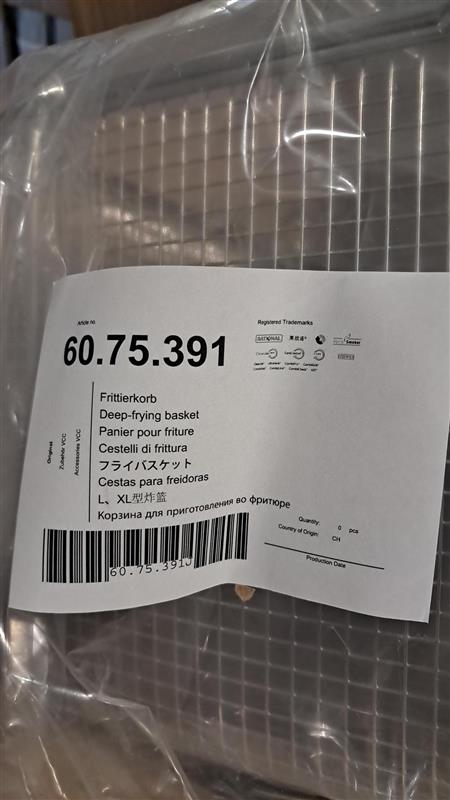 Article no.
60.75.391
Registered Trademarks
RATIONAL
Original
Zubehör VCC
Accessories VCC
Frittierkorb
Deep-frying basket
Panier pour friture
Cestelli di frittura
フライバスケット
Cestas para freidoras
L、XL型炸篮
Корзина для приготовления во фритюре
Quantity: 0 pcs
Country of Origin: CH
Production Date
60.75.391